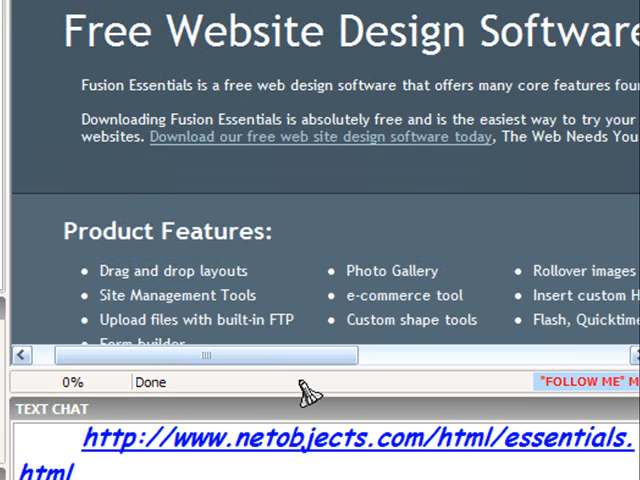 Free Website Design Software
Fusion Essentials is a free web design software that offers many core features
Downloading Fusion Essentials is absolutely free and is the easiest way to try your
websites. Download our free web site design software today, The Web Needs You
Product Features:
• Drag and drop layouts • Photo Gallery • Rollover images
• Site Management Tools • e-commerce tool • Insert custom
• Upload files with built-in FTP • Custom shape tools • Flash,
Form builder
0% Done "FOLLOW ME"
TEXT CHAT
http://www.netobjects.com/html/essentials.
html